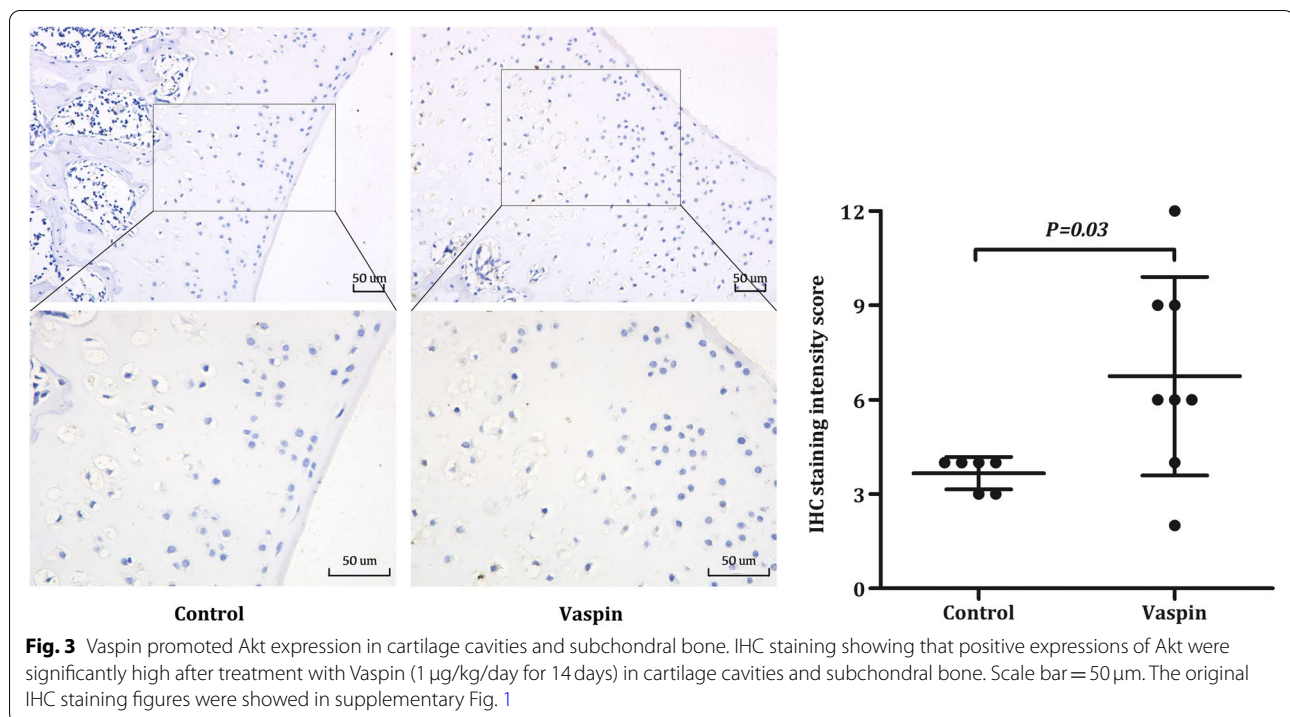 50 um
50 um
50 um
50 um
Control
Vaspin
IHC staining intensity score
12
9
6
3
0
P=0.03
Control
Vaspin
Fig. 3 Vaspin promoted Akt expression in cartilage cavities and subchondral bone. IHC staining showing that positive expressions of Akt were
significantly high after treatment with Vaspin (1 μg/kg/day for 14 days) in cartilage cavities and subchondral bone. Scale bar = 50 μm. The original
IHC staining figures were showed in supplementary Fig. 1